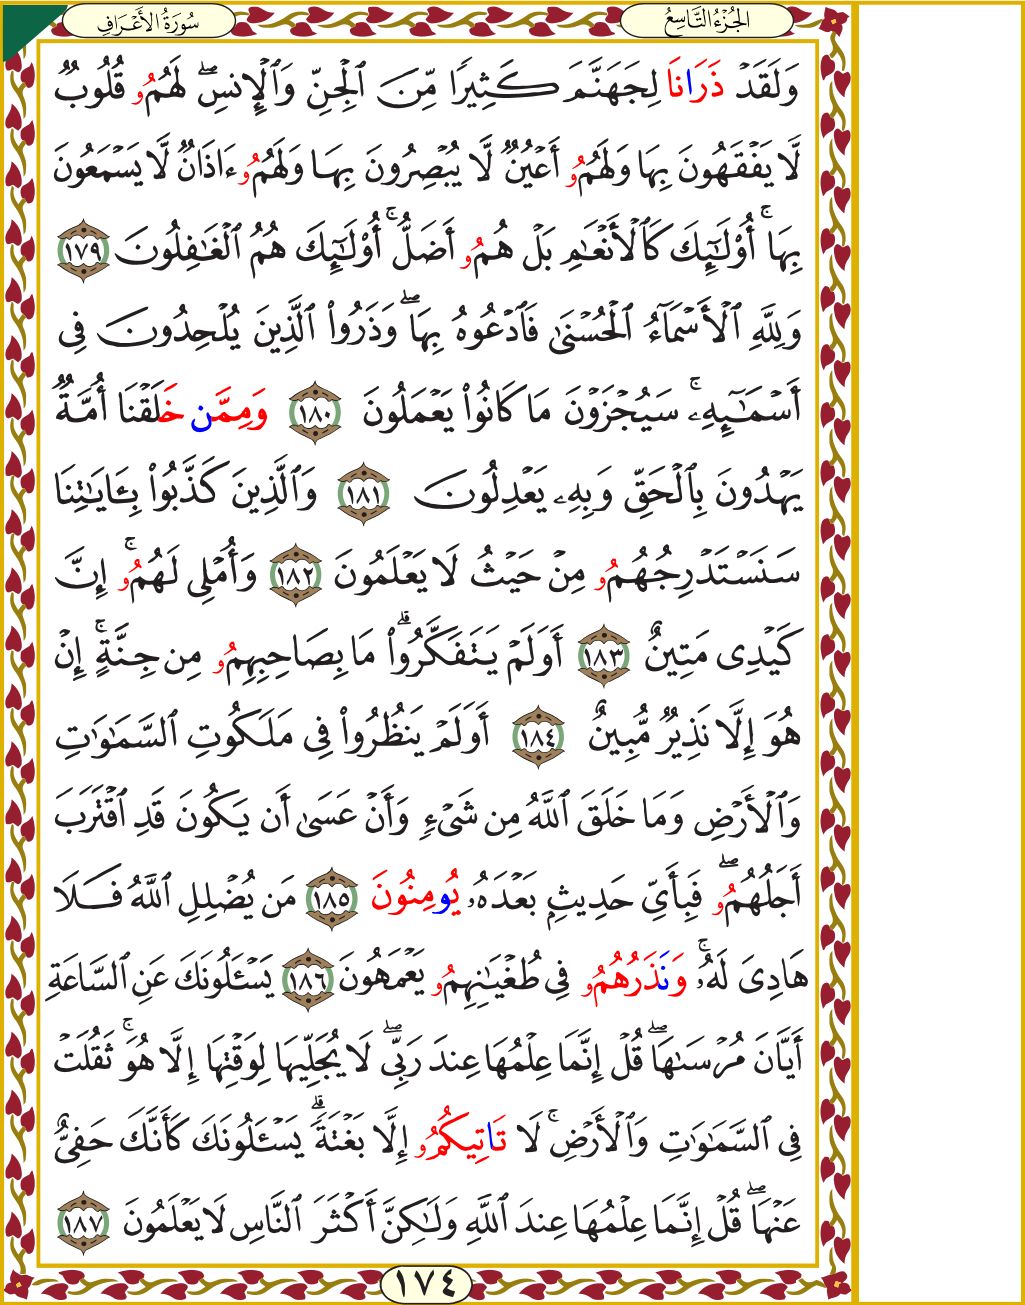 الجُزْءُ التَّاسِعُ
سُورَةُ الأَعْرَافِ
وَلَقَدْ ذَرَانَا لِجَهَنَّمَ كَثِيرًا مِّنَ ٱلْجِنِّ وَٱلْإِنسِ ۖ لَهُمُۥ قُلُوبٌ
لَّا يَفْقَهُونَ بِهَا وَلَهُمُۥ أَعْيُنٌ لَّا يُبْصِرُونَ بِهَا وَلَهُمُۥ ءَاذَانٌ لَّا يَسْمَعُونَ
بِهَا ۚ أُوْلَٰٓئِكَ كَٱلْأَنْعَٰمِ بَلْ هُمُۥ أَضَلُّ ۚ أُوْلَٰٓئِكَ هُمُ ٱلْغَٰفِلُونَ ١٧٩
وَلِلَّهِ ٱلْأَسْمَآءُ ٱلْحُسْنَىٰ فَٱدْعُوهُ بِهَا ۖ وَذَرُوا۟ ٱلَّذِينَ يُلْحِدُونَ فِى
أَسْمَٰٓئِهِۦ ۚ سَيُجْزَوْنَ مَا كَانُوا۟ يَعْمَلُونَ ١٨٠ وَمِمَّن خَلَقْنَا أُمَّةٌ
يَهْدُونَ بِٱلْحَقِّ وَبِهِۦ يَعْدِلُونَ ١٨١ وَٱلَّذِينَ كَذَّبُوا۟ بِـَٔايَٰتِنَا
سَنَسْتَدْرِجُهُمُۥ مِنْ حَيْثُ لَا يَعْلَمُونَ ١٨٢ وَأُمْلِى لَهُمُۥ ۚ إِنَّ
كَيْدِى مَتِينٌ ١٨٣ أَوَلَمْ يَتَفَكَّرُوا۟ ۗ مَا بِصَاحِبِهِمُۥ مِن جِنَّةٍ ۚ إِنْ
هُوَ إِلَّا نَذِيرٌ مُّبِينٌ ١٨٤ أَوَلَمْ يَنظُرُوا۟ فِى مَلَكُوتِ ٱلسَّمَٰوَٰتِ
وَٱلْأَرْضِ وَمَا خَلَقَ ٱللَّهُ مِن شَىْءٍ وَأَنْ عَسَىٰ أَن يَكُونَ قَدِ ٱقْتَرَبَ
أَجَلُهُمُۥ ۖ فَبِأَىِّ حَدِيثٍ بَعْدَهُۥ يُومِنُونَ ١٨٥ مَن يُضْلِلِ ٱللَّهُ فَلَا
هَادِىَ لَهُۥ ۚ وَنَذَرُهُمُۥ فِى طُغْيَٰنِهِمُۥ يَعْمَهُونَ ١٨٦ يَسْـَٔلُونَكَ عَنِ ٱلسَّاعَةِ
أَيَّانَ مُرْسَىٰهَا ۖ قُلْ إِنَّمَا عِلْمُهَا عِندَ رَبِّى ۖ لَا يُجَلِّيهَا لِوَقْتِهَا إِلَّا هُوَ ۚ ثَقُلَتْ
فِى ٱلسَّمَٰوَٰتِ وَٱلْأَرْضِ ۚ لَا تَاتِيكُمُۥ إِلَّا بَغْتَةً ۗ يَسْـَٔلُونَكَ كَأَنَّكَ حَفِىٌّ
عَنْهَا ۖ قُلْ إِنَّمَا عِلْمُهَا عِندَ ٱللَّهِ وَلَٰكِنَّ أَكْثَرَ ٱلنَّاسِ لَا يَعْلَمُونَ ١٨٧
١٧٤